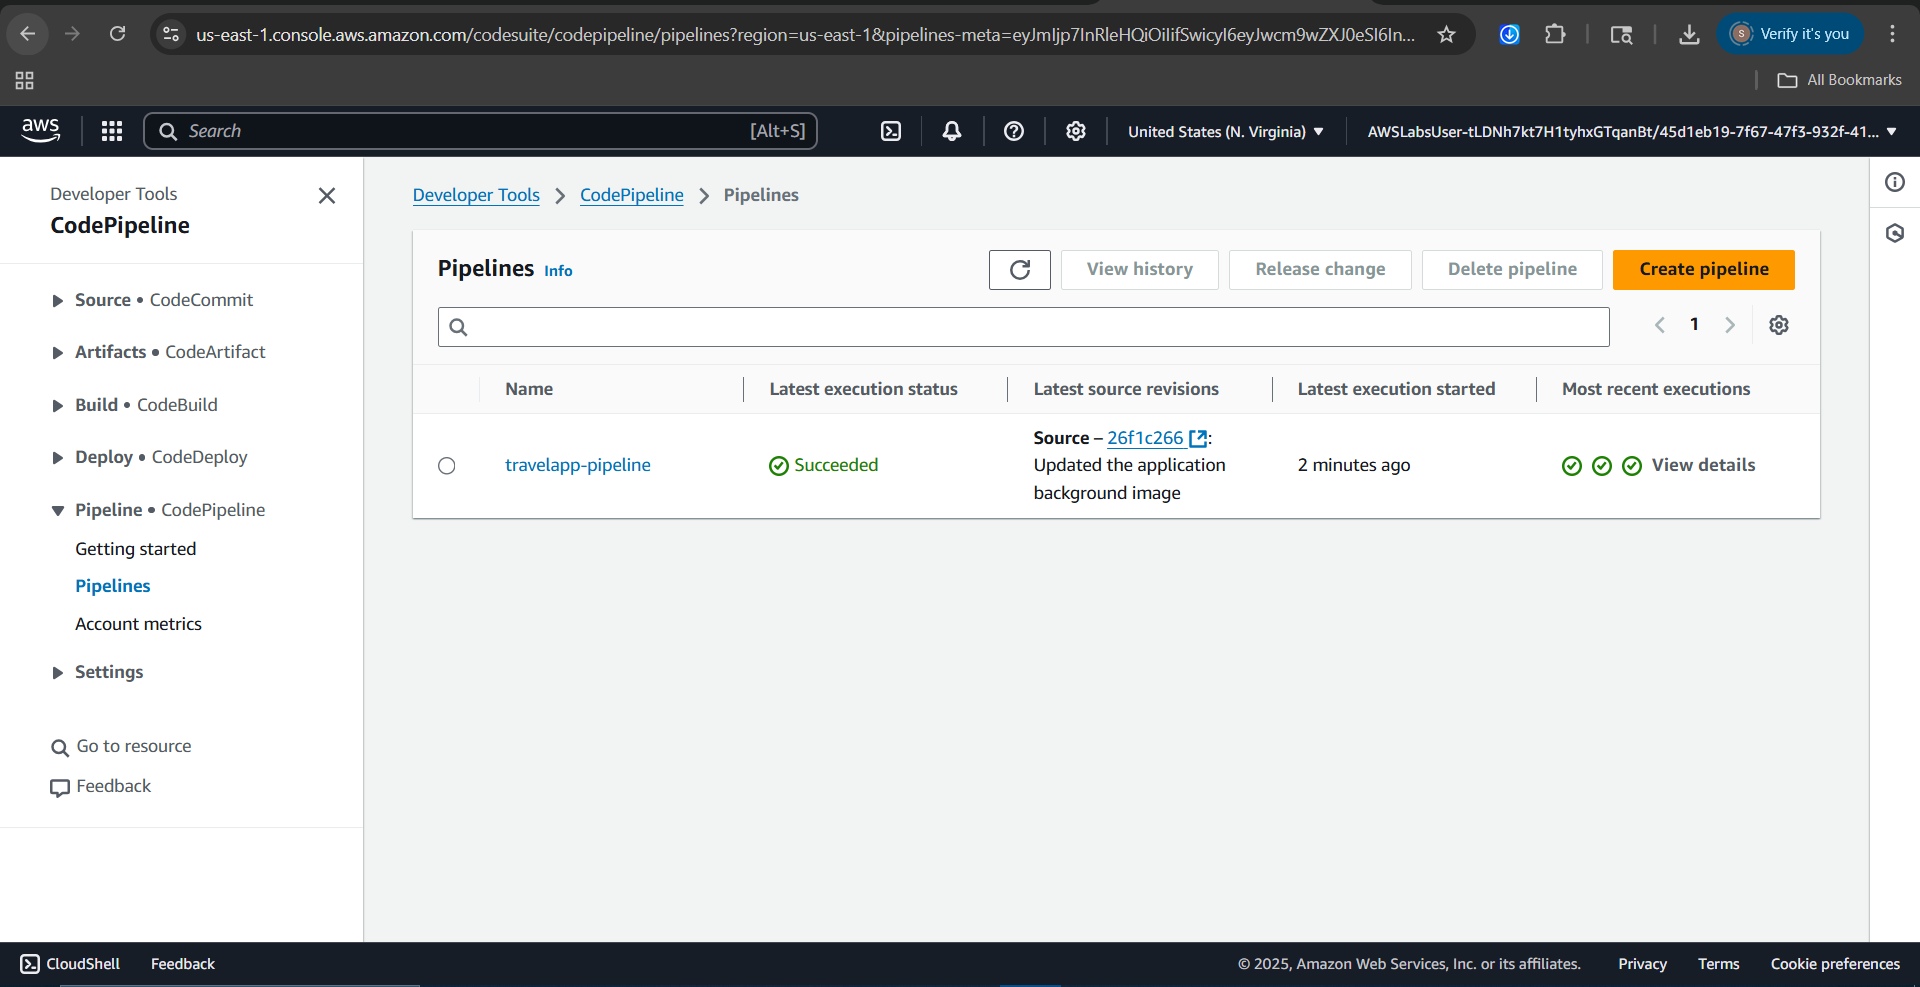 us-east-1.console.aws.amazon.com/codesuite/codepipeline/pipelines?region=us-east-1&pipelines-meta=eyJmIjp7InRleHQiOiIifSwicyI6eyJwcm9wZXJ0eSI6In...
S
Verify it's you
All Bookmarks
aws
Search
[Alt+S]
United States (N. Virginia)
AWSLabsUser-tLDNh7kt7H1tyhxGTqanBt/45d1eb19-7f67-47f3-932f-41...
Developer Tools
CodePipeline
Source • CodeCommit
Artifacts • CodeArtifact
Build • CodeBuild
Deploy • CodeDeploy
Pipeline • CodePipeline
Getting started
Pipelines
Account metrics
Settings
Go to resource
Feedback
Developer Tools > CodePipeline > Pipelines
Pipelines Info
View history
Release change
Delete pipeline
Create pipeline
1
Name
Latest execution status
Latest source revisions
Latest execution started
Most recent executions
travelapp-pipeline
Succeeded
Source – 26f1c266 :
Updated the application
background image
2 minutes ago
View details
CloudShell
Feedback
© 2025, Amazon Web Services, Inc. or its affiliates.
Privacy
Terms
Cookie preferences